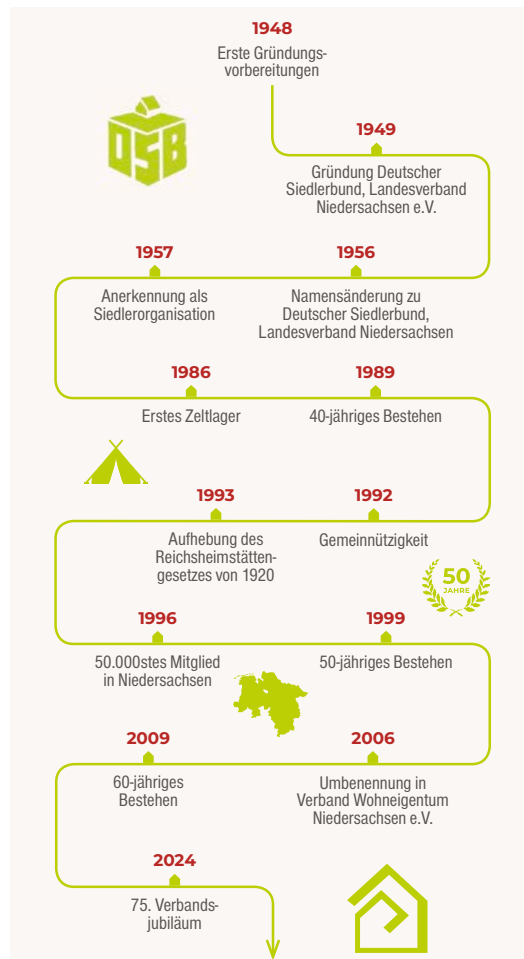 1948
Erste Gründungs-
vorbereitungen
DSB
1949
Gründung Deutscher
Siedlerbund, Landesverband
Niedersachsen e.V.
1956
Namensänderung zu
Deutscher Siedlerbund,
Landesverband Niedersachsen
1957
Anerkennung als
Siedlerorganisation
1986
Erstes Zeltlager
1989
40-jähriges Bestehen
1992
Gemeinnützigkeit
1993
Aufhebung des
Reichsheimstätten-
gesetzes von 1920
50
JAHRE
1996
50.000stes Mitglied
in Niedersachsen
1999
50-jähriges Bestehen
2006
Umbenennung in
Verband Wohneigentum
Niedersachsen e.V.
2009
60-jähriges
Bestehen
2024
75. Verbands-
jubiläum